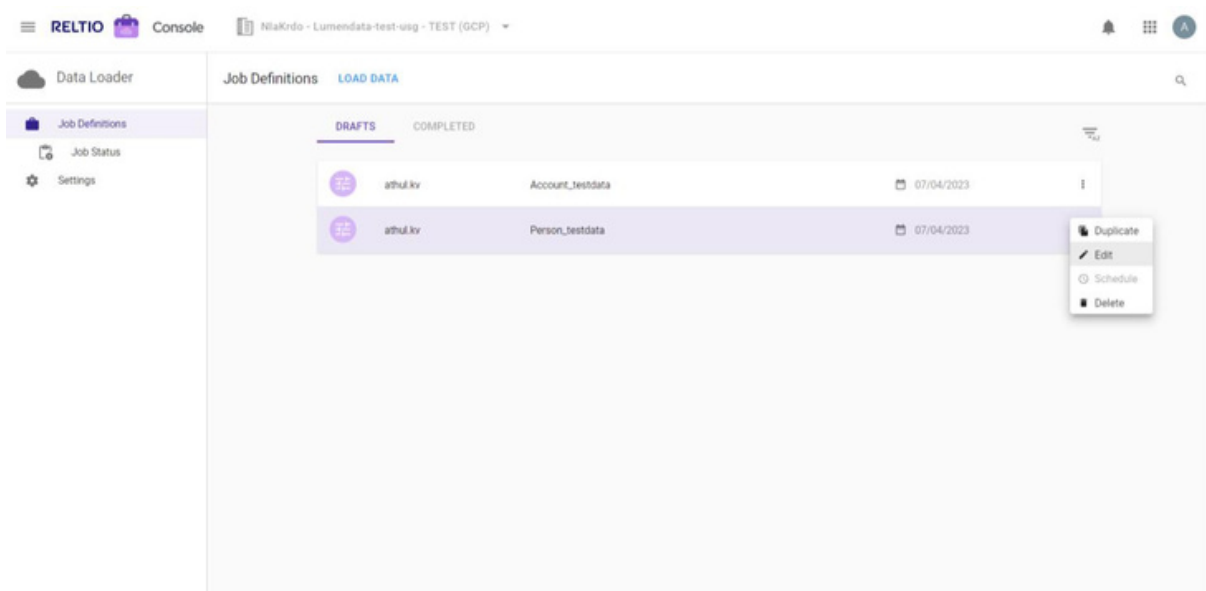 RELTIO Console NlaKrdo - Lumendata-test-usg - TEST (GCP) A
Data Loader
Job Definitions LOAD DATA
Job Definitions
Job Status
Settings
DRAFTS COMPLETED
athul.kv Account_testdata 07/04/2023
athul.kv Person_testdata 07/04/2023
Duplicate
Edit
Schedule
Delete